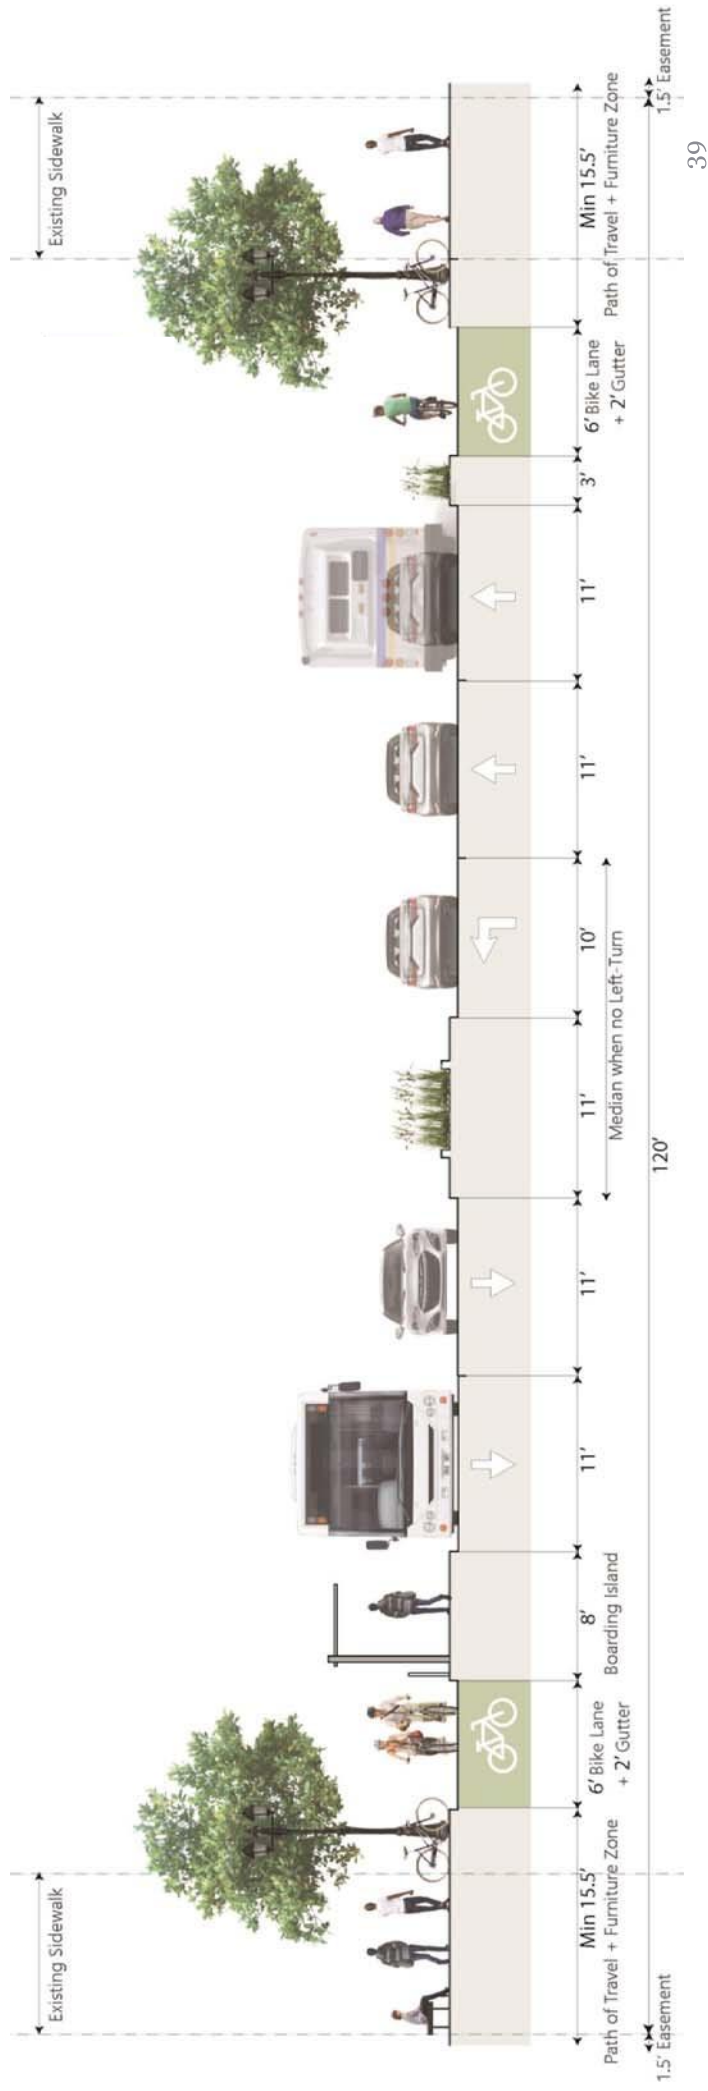 Existing Sidewalk
Existing Sidewalk
Min 15.5’
6’ Bike Lane
+ 2’ Gutter
8’
11’
11’
11’
10’
11’
11’
3’
6’ Bike Lane
+ 2’ Gutter
Min 15.5’
Path of Travel + Furniture Zone
Boarding Island
Median when no Left-Turn
Path of Travel + Furniture Zone
1.5’ Easement
120’
1.5’ Easement
39